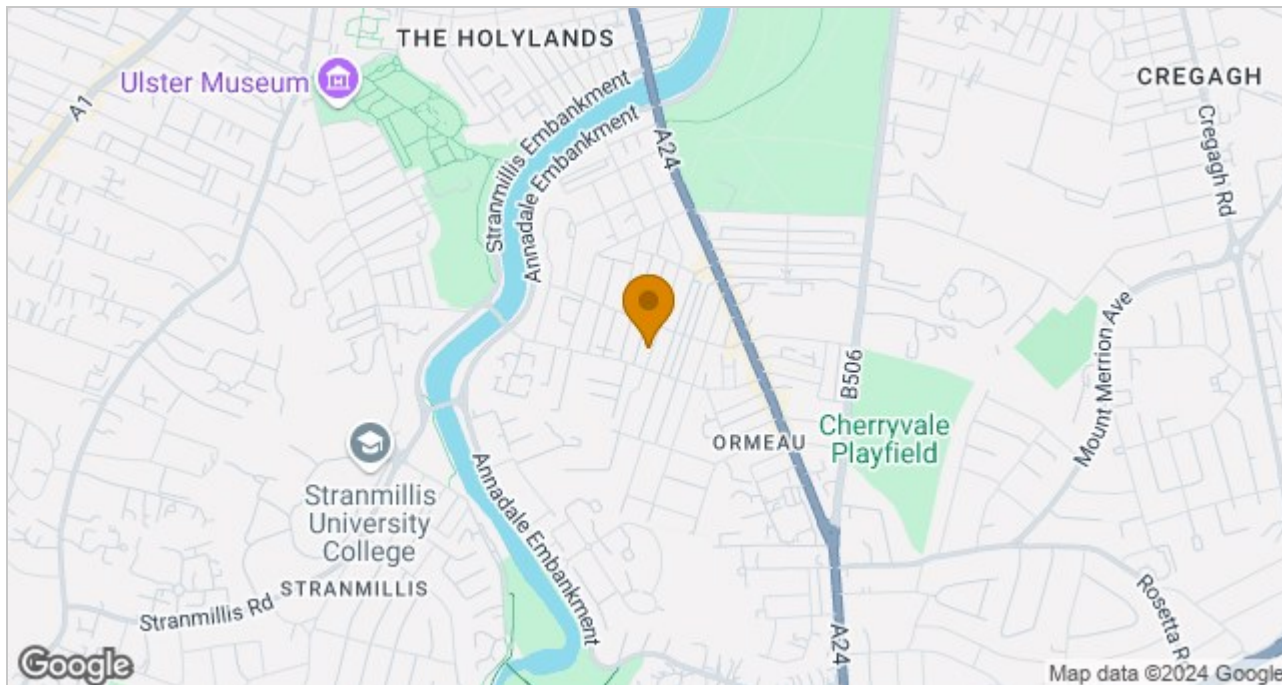 THE HOLYLANDS
Ulster Museum
A1
Stranmillis Embankment
Annadale Embankment
A24
CREGAGH
Cregagh Rd
Mount Merrion Ave
B506
Cherryvale
Playfield
ORMEAU
Stranmillis
University
College
STRANMILLIS
Stranmillis Rd
Annadale Embankment
A24
Google
Map data ©2024 Google